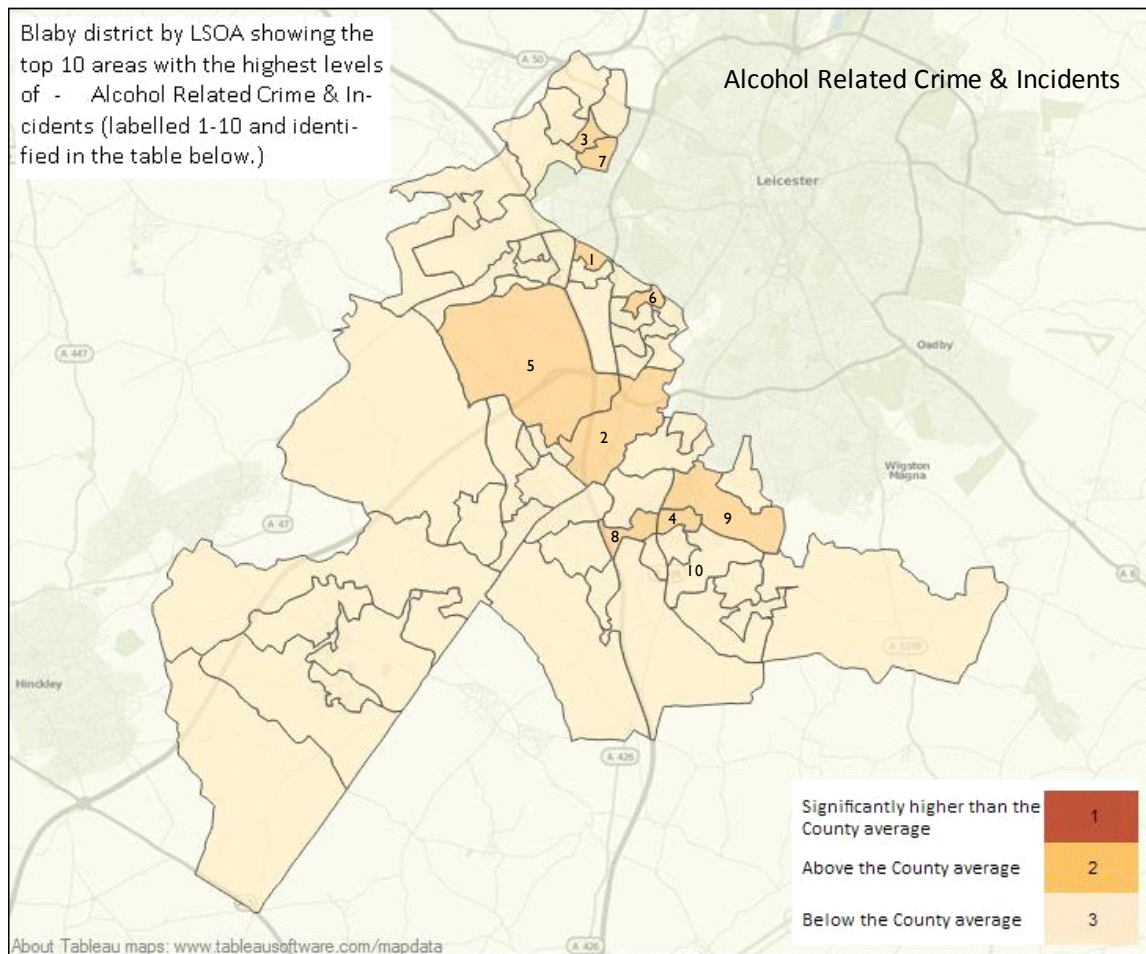 Blaby district by LSOA showing the
top 10 areas with the highest levels
of - Alcohol Related Crime & In-
cidents (labelled 1-10 and identi-
fied in the table below.)
Alcohol Related Crime & Incidents
A 50
3
7
Leicester
1
6
Oadby
A 447
5
2
Wigston
Magna
A 47
9
4
8
10
A 6
A 5199
Hinckley
A 426
Significantly higher than the
County average
1
Above the County average
2
Below the County average
3
A 426
About Tableau maps: www.tableausoftware.com/mapdata